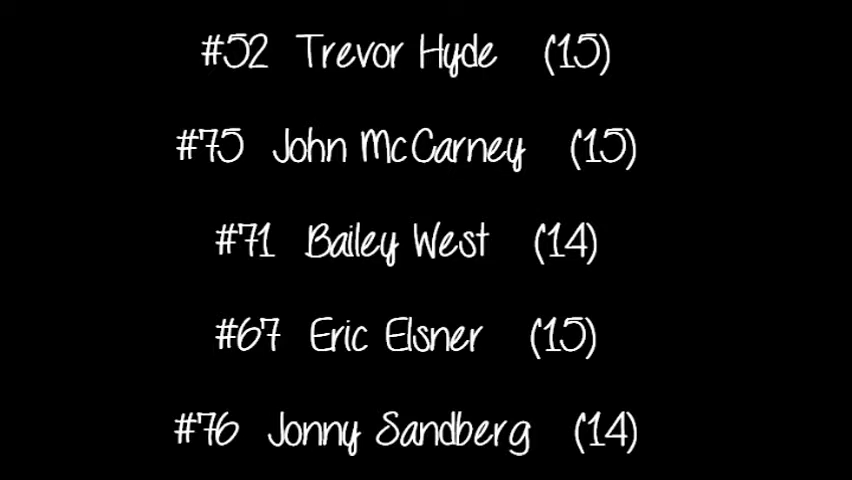 #52 Trevor Hyde (15)
#75 John McCarney (15)
#71 Bailey West (14)
#67 Eric Elsner (15)
#76 Jonny Sandberg (14)